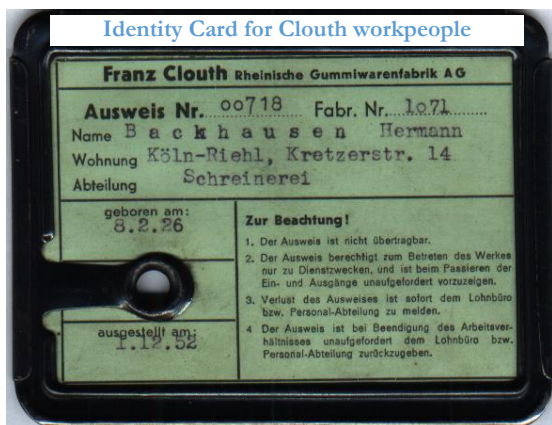 Identity Card for Clouth workpeople
Franz Clouth Rheinische Gummiwarenfabrik AG
Ausweis Nr. oo718 Fabr. Nr. 1o71
Name Backhausen Hermann
Wohnung Köln-Riehl, Kretzerstr. 14
Abteilung Schreinerei
geboren am:
8.2.26
ausgestellt am:
1.12.52
Zur Beachtung!
1. Der Ausweis ist nicht übertragbar.
2. Der Ausweis berechtigt zum Betreten des Werkes
nur zu Dienstzwecken, und ist beim Passieren der
Ein- und Ausgänge unaufgefordert vorzuzeigen.
3. Verlust des Ausweises ist sofort dem Lohnbüro
bzw. Personal-Abteilung zu melden.
4 Der Ausweis ist bei Beendigung des Arbeitsver-
hältnisses unaufgefordert dem Lohnbüro bzw.
Personal-Abteilung zurückzugeben.